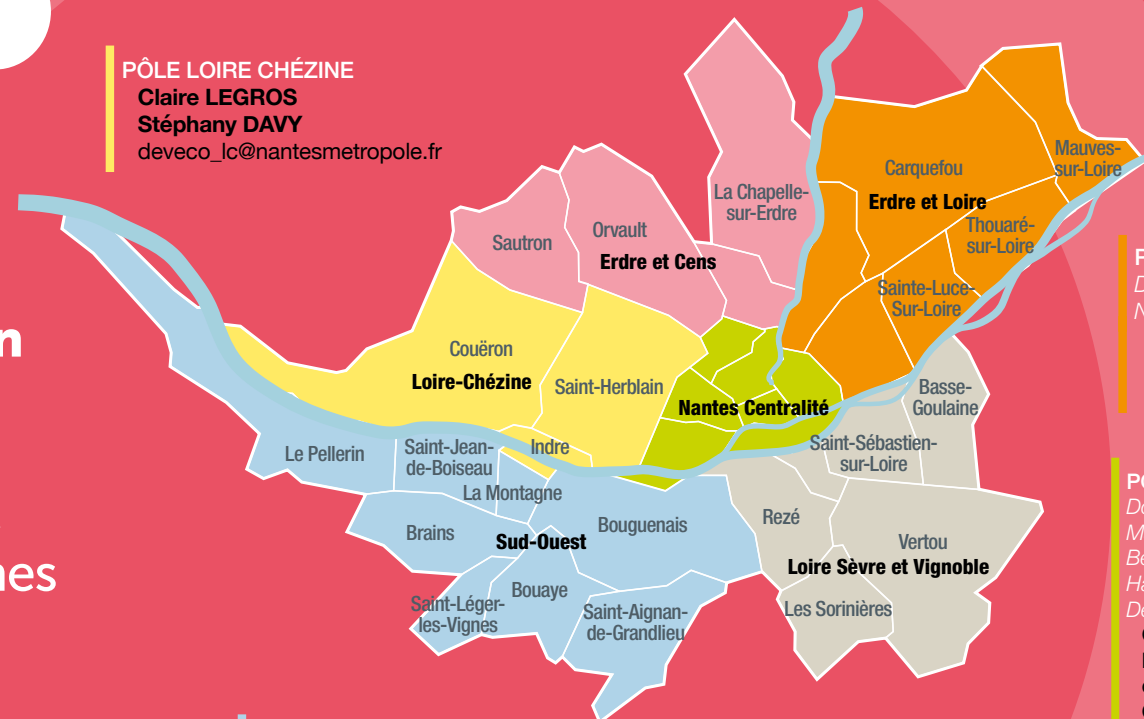 PÔLE LOIRE CHÉZINE
Claire LEGROS
Stéphany DAVY
deveco_lc@nantesmetropole.fr
Mauves-
sur-Loire
Carquefou
Erdre et Loire
La Chapelle-
sur-Erdre
Thouaré-
sur-Loire
Orvault
Sautron
Erdre et Cens
Sainte-Luce-
Sur-Loire
Couëron
Loire-Chézine
Saint-Herblain
Nantes Centralité
Basse-
Goulaine
Saint-Sébastien-
sur-Loire
Indre
Le Pellerin
Saint-Jean-
de-Boiseau
La Montagne
Brains
Sud-Ouest
Bouguenais
Rezé
Vertou
Loire Sèvre et Vignoble
Bouaye
Saint-Léger-
les-Vignes
Saint-Aignan-
de-Grandlieu
Les Sorinières